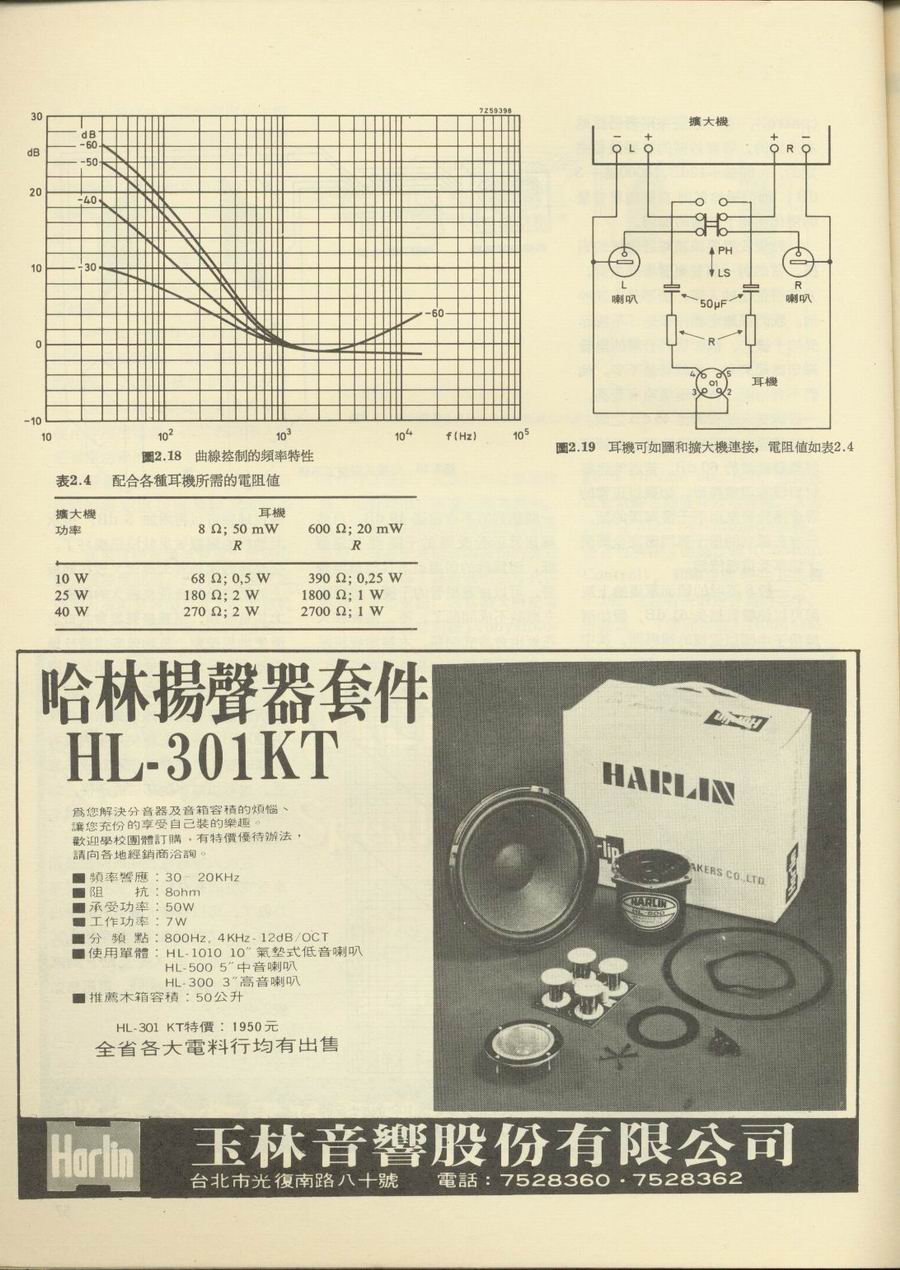 7Z59398
30
dB
20
10
0
-10
dB
-60
-50
-40
-30
-60
10
10²
10³
10⁴
f(Hz)
10⁵
圖2.18 曲線控制的頻率特性
擴大機
- L +
+ R -
PH
LS
L
喇叭
R
喇叭
50µF
R
4 5
3 2
1
耳機
圖2.19 耳機可如圖和擴大機連接，電阻值如表2.4
表2.4 配合各種耳機所需的電阻值
擴大機 耳機
功率 8 Ω; 50 mW 600 Ω; 20 mW
R R
10 W 68 Ω; 0,5 W 390 Ω; 0,25 W
25 W 180 Ω; 2 W 1800 Ω; 1 W
40 W 270 Ω; 2 W 2700 Ω; 1 W
哈林揚聲器套件
HL-301KT
為您解決分音器及音箱容積的煩惱、
讓您充份的享受自己裝的樂趣。
歡迎學校團體訂購，有特價優待辦法，
請向各地經銷商洽詢。
■頻率響應：30－20KHz
■阻 抗：8ohm
■承受功率：50W
■工作功率：7W
■分 頻 點：800Hz, 4KHz-12dB/OCT
■使用單體：HL-1010 10″氣墊式低音喇叭
HL-500 5″中音喇叭
HL-300 3″高音喇叭
■推薦木箱容積：50公升
HL-301 KT特價：1950元
全省各大電料行均有出售
HARLIN
AKERS CO.,LTD.
HARLIN
HL-500
Harlin
玉林音響股份有限公司
台北市光復南路八十號 電話：7528360・7528362